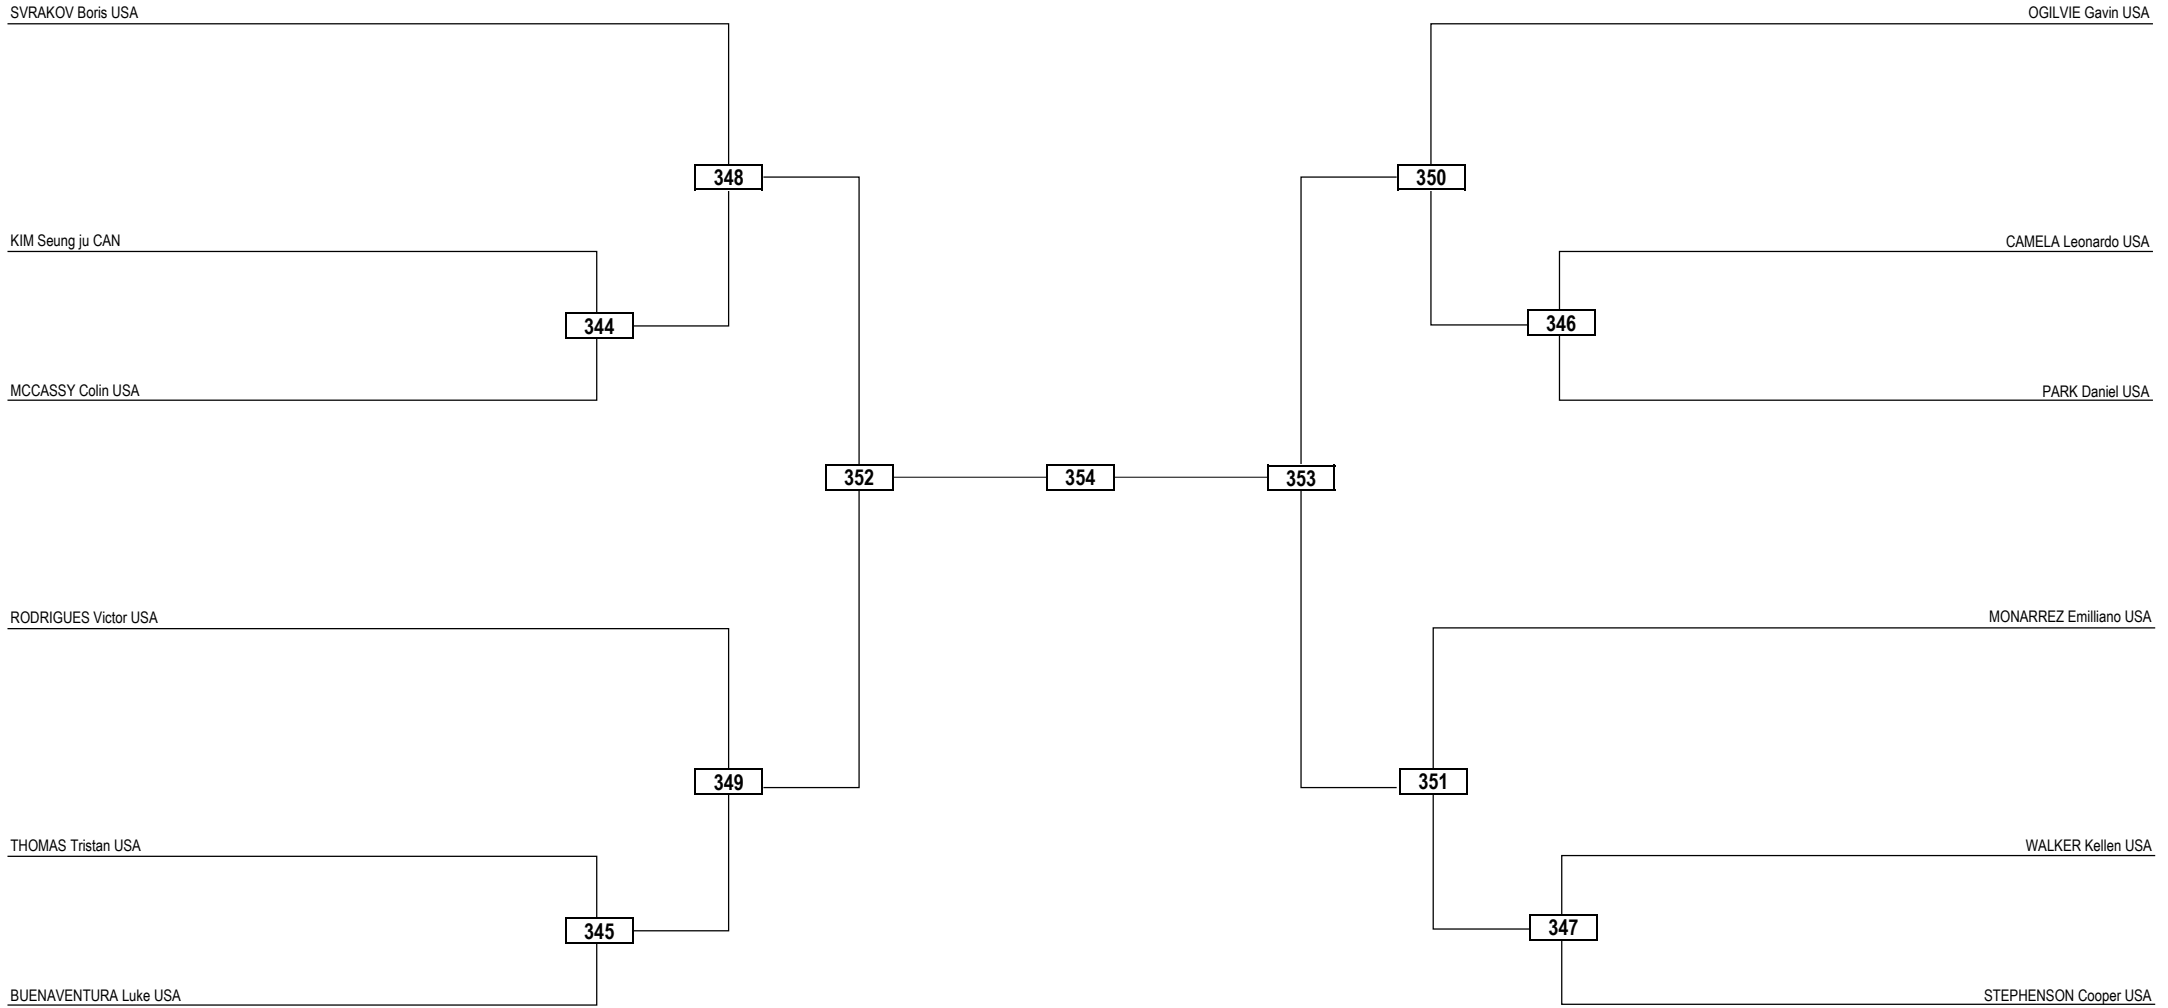 SVRAKOV Boris USA
OGILVIE Gavin USA
348
350
KIM Seung ju CAN
CAMELA Leonardo USA
344
346
MCCASSY Colin USA
PARK Daniel USA
352
354
353
RODRIGUES Victor USA
MONARREZ Emilliano USA
349
351
THOMAS Tristan USA
WALKER Kellen USA
345
347
BUENAVENTURA Luke USA
STEPHENSON Cooper USA